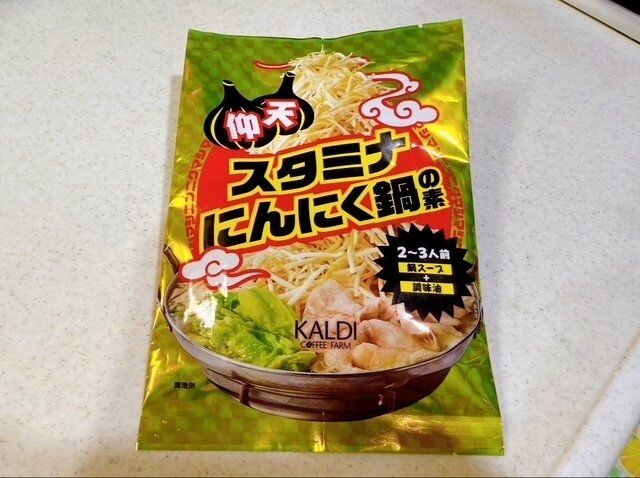 仰天
スタミナ
にんにく鍋の素
2〜3人前
鍋スープ
+
調味油
KALDI
COFFEE FARM
調理例